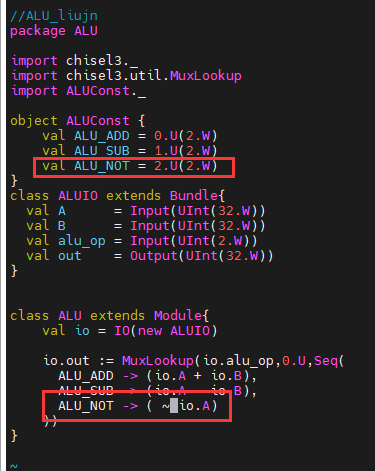 //ALU_liujn
package ALU
import chisel3._
import chisel3.util.MuxLookup
import ALUConst._
object ALUConst {
val ALU_ADD = 0.U(2.W)
val ALU_SUB = 1.U(2.W)
val ALU_NOT = 2.U(2.W)
}
class ALUIO extends Bundle{
val A = Input(UInt(32.W))
val B = Input(UInt(32.W))
val alu_op = Input(UInt(2.W))
val out = Output(UInt(32.W))
}
class ALU extends Module{
val io = IO(new ALUIO)
io.out := MuxLookup(io.alu_op,0.U,Seq(
ALU_ADD -> (io.A + io.B),
ALU_SUB -> (io.A - io.B),
ALU_NOT -> ( ~ io.A)
))
}
~